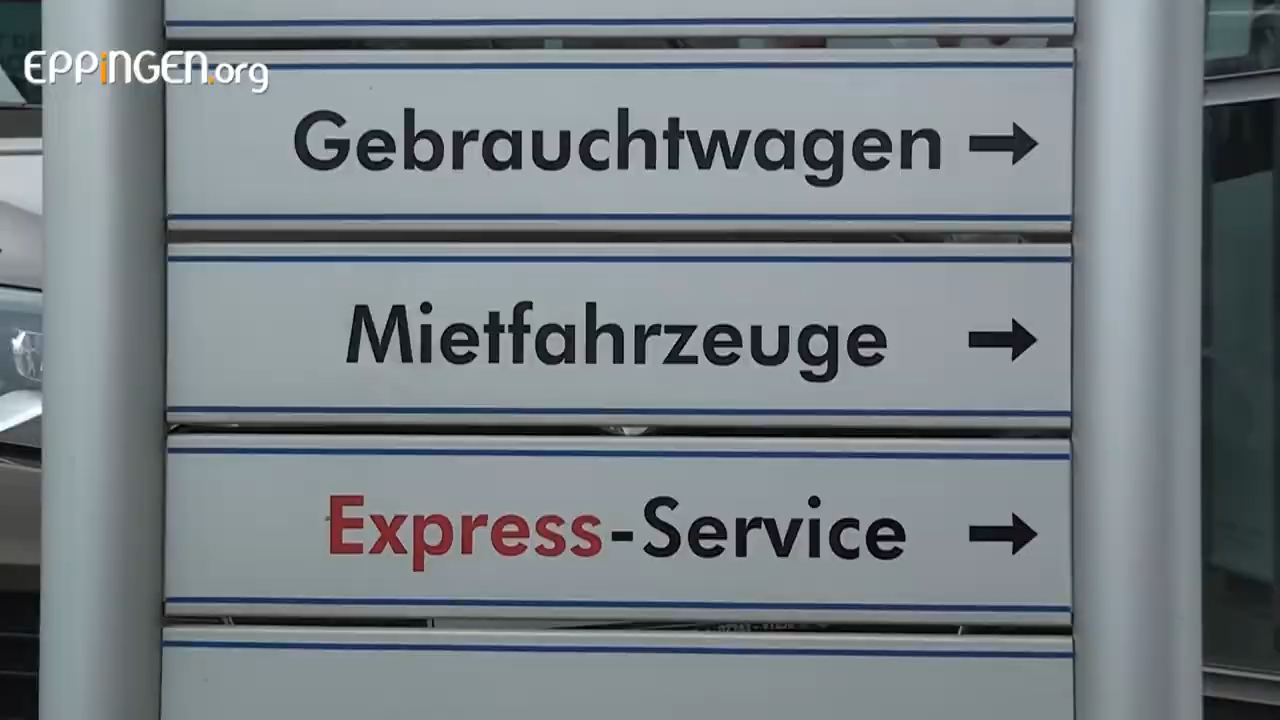 EPPiNGEN.org
Gebrauchtwagen →
Mietfahrzeuge →
Express-Service →